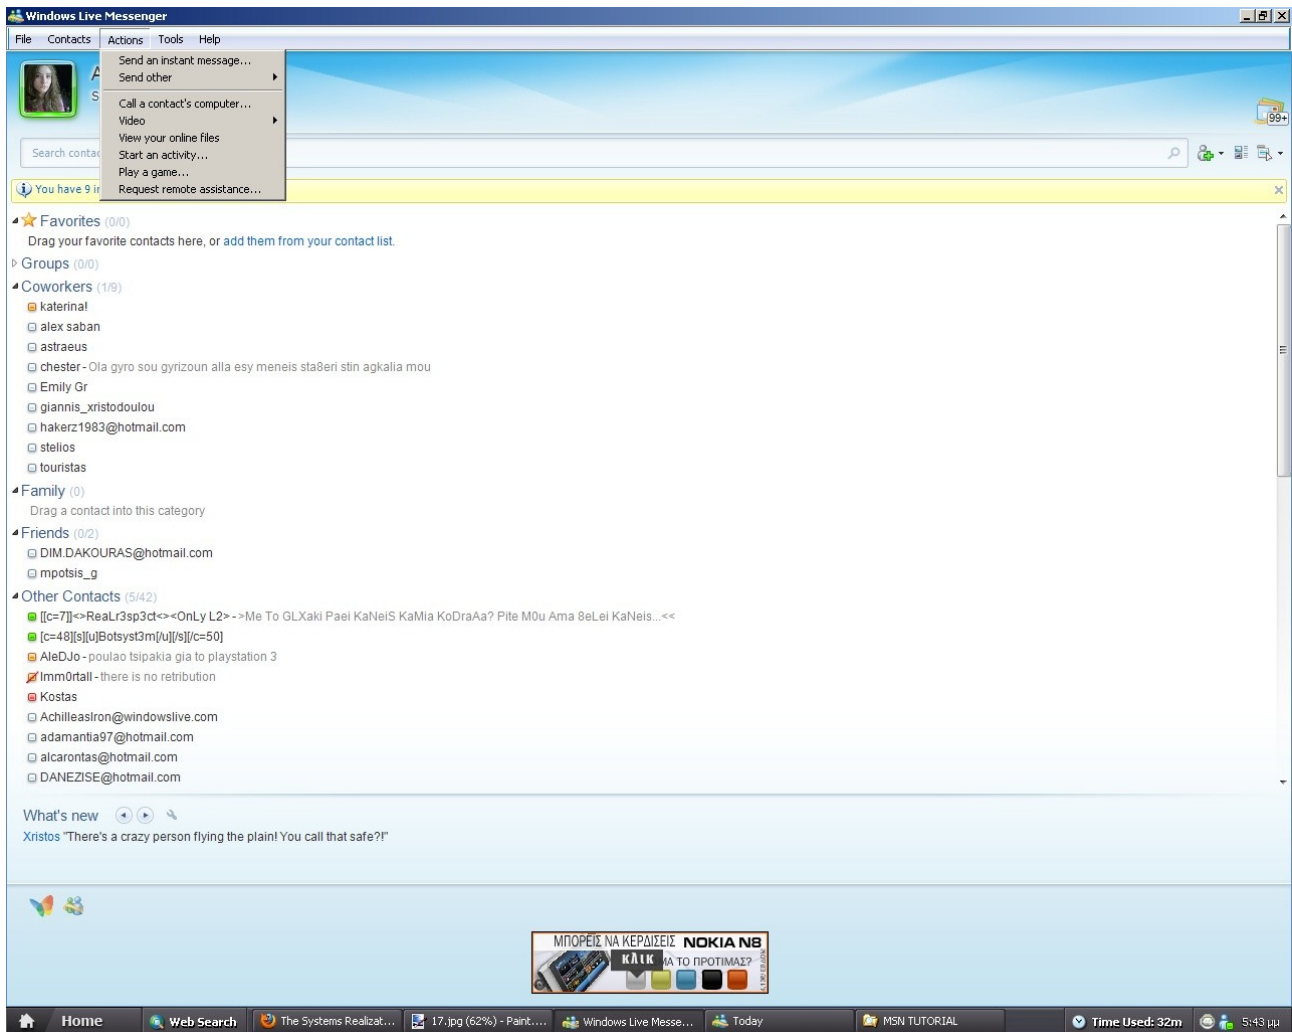 Windows Live Messenger
File Contacts Actions Tools Help
Send an instant message...
Send other
Call a contact's computer...
Video
View your online files
Start an activity...
Play a game...
Request remote assistance...
A
S
99+
Search contac
You have 9 in
Favorites (0/0)
Drag your favorite contacts here, or add them from your contact list.
Groups (0/0)
Coworkers (1/9)
katerina!
alex saban
astraeus
chester - Ola gyro sou gyrizoun alla esy meneis sta8eri stin agkalia mou
Emily Gr
giannis_xristodoulou
hakerz1983@hotmail.com
stelios
touristas
Family (0)
Drag a contact into this category
Friends (0/2)
DIM.DAKOURAS@hotmail.com
mpotsis_g
Other Contacts (5/42)
[[c=7]]<>ReaLr3sp3ct<><OnLy L2> - >Me To GLXaki Paei KaNeiS KaMia KoDraAa? Pite M0u Ama 8eLei KaNeis...<<
[c=48][s][u]Botsyst3m[/u][/s][/c=50]
AleDJo - poulao tsipakia gia to playstation 3
Imm0rtall - there is no retribution
Kostas
AchilleasIron@windowslive.com
adamantia97@hotmail.com
alcarontas@hotmail.com
DANEZISE@hotmail.com
What's new
Xristos "There's a crazy person flying the plain! You call that safe?!"
ΜΠΟΡΕΙΣ ΝΑ ΚΕΡΔΙΣΕΙΣ NOKIA N8
κλικ ΜΑ ΤΟ ΠΡΟΤΙΜΑΣ?
Home Web Search The Systems Realizat... 17.jpg (62%) - Paint.... Windows Live Messe... Today MSN TUTORIAL Time Used: 32m 5:43 μμ